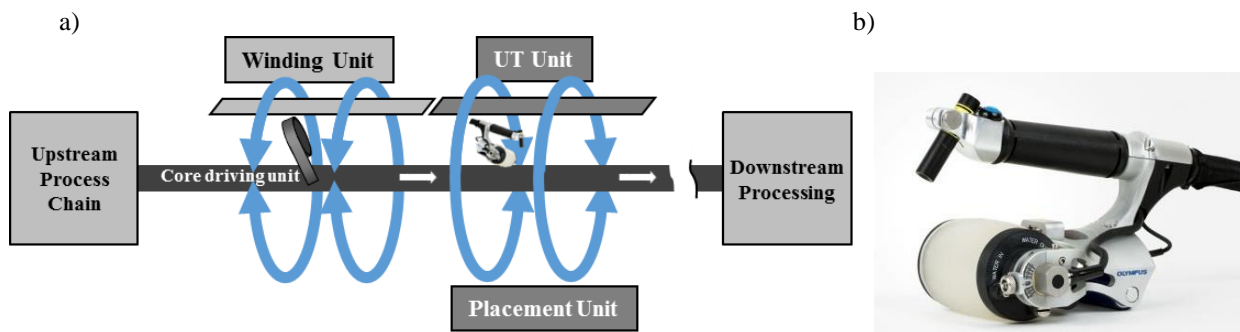 a)
b)
Winding Unit
UT Unit
Upstream
Process
Chain
Core driving unit
Downstream
Processing
Placement Unit
WATER IN
OLYMPUS